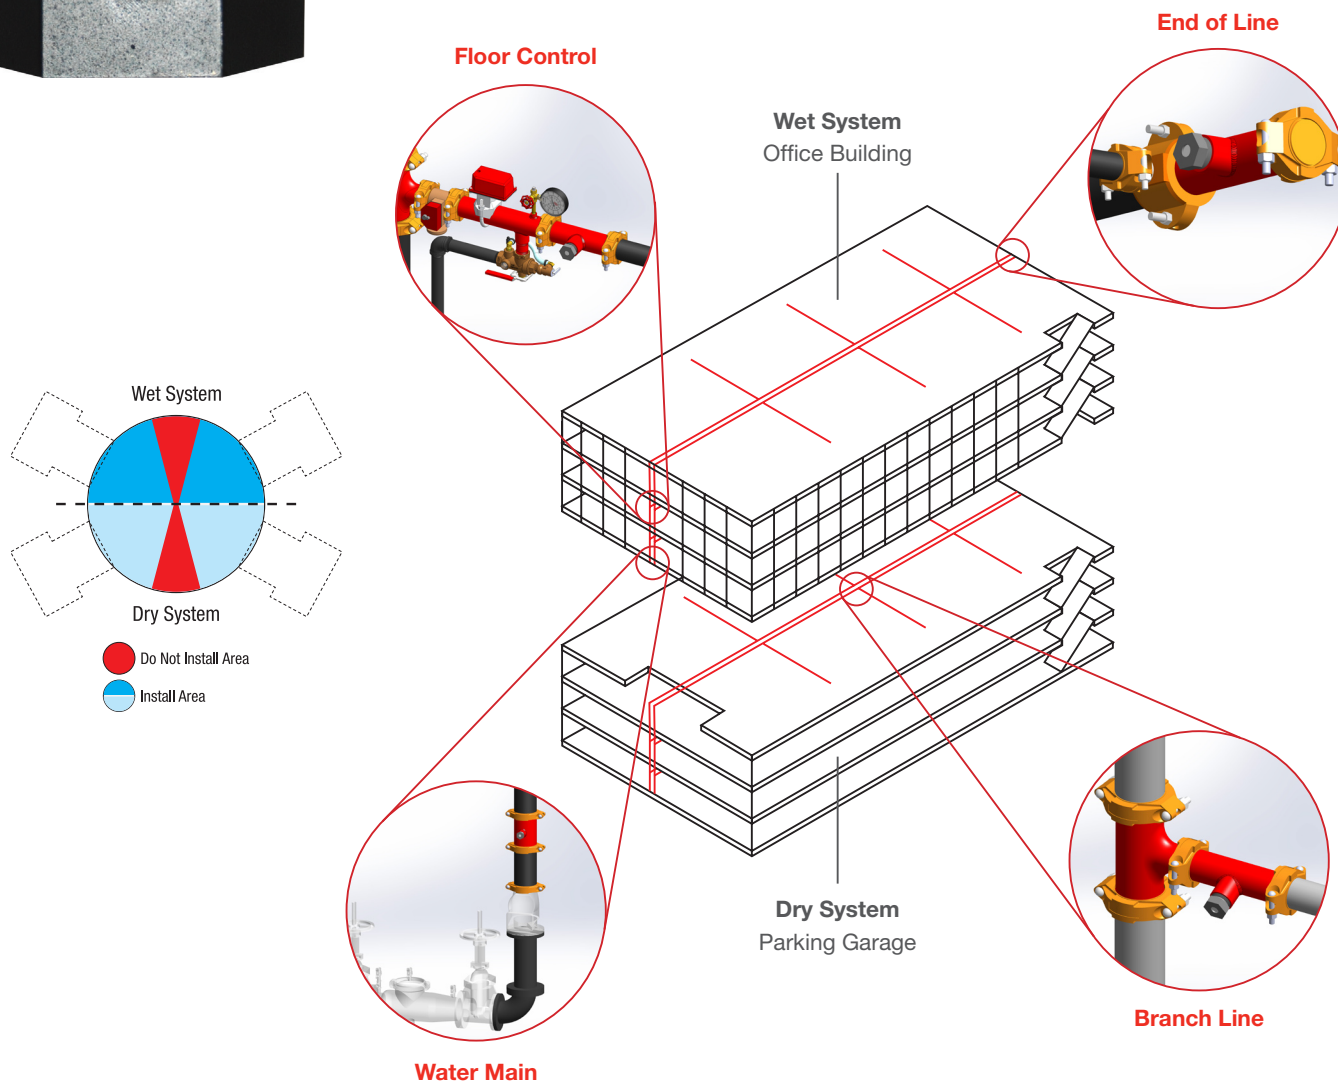 Floor Control
End of Line
Wet System
Office Building
Wet System
Dry System
Do Not Install Area
Install Area
Dry System
Parking Garage
Branch Line
Water Main